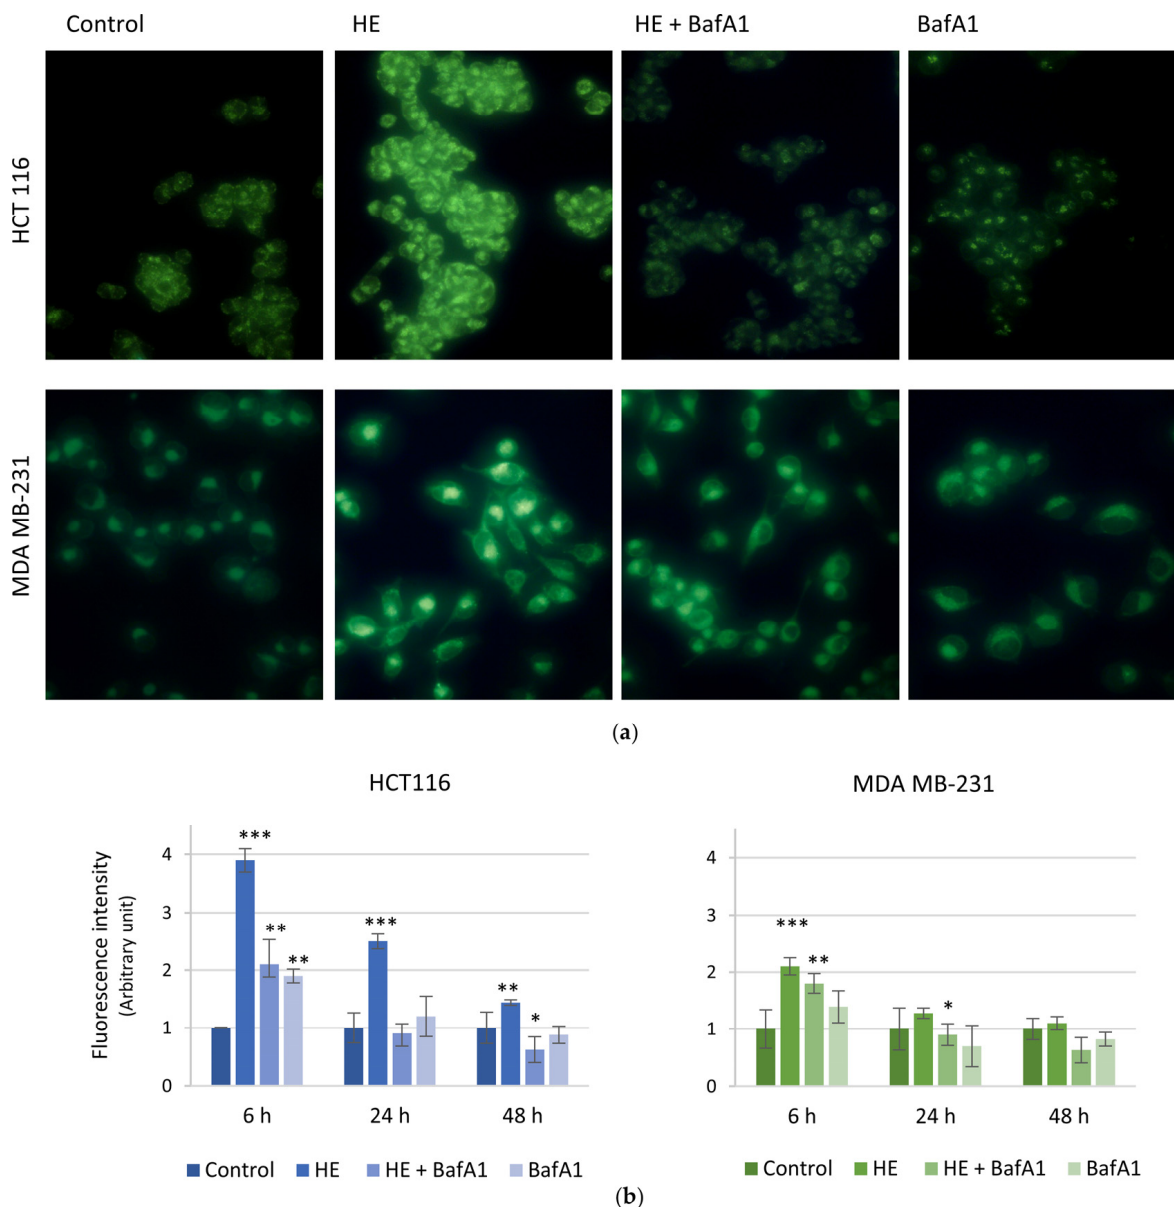 Control HE HE + BafA1 BafA1
HCT 116
MDA MB-231
(a)
HCT116 MDA MB-231
Fluorescence intensity
(Arbitrary unit)
4
3
2
1
0
***
**
**
***
**
*
6 h 24 h 48 h
Control HE HE + BafA1 BafA1
4
3
2
1
0
***
**
*
6 h 24 h 48 h
Control HE HE + BafA1 BafA1
(b)